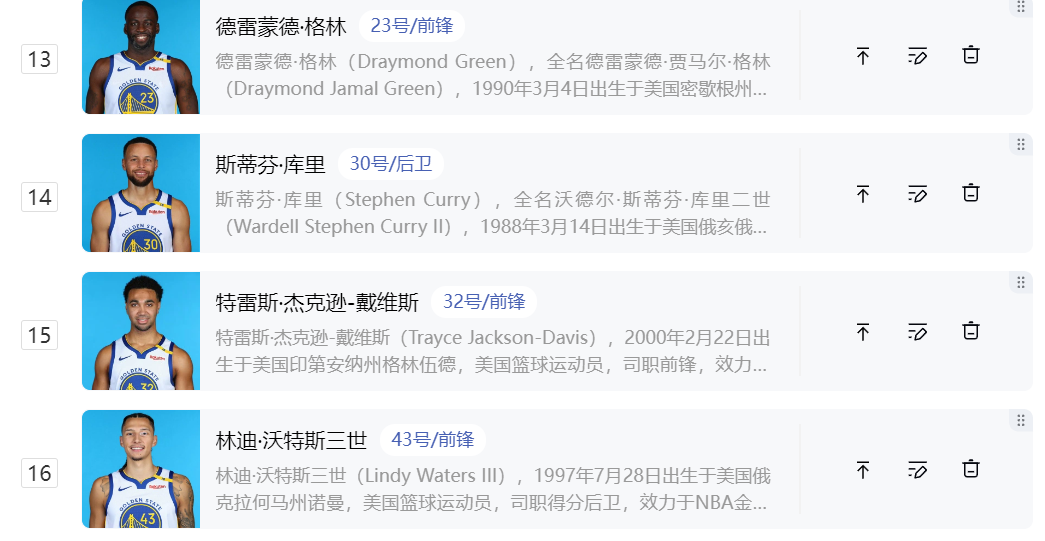 13
德雷蒙德·格林 23号/前锋
德雷蒙德·格林（Draymond Green），全名德雷蒙德·贾马尔·格林
（Draymond Jamal Green），1990年3月4日出生于美国密歇根州...
GOLDEN STATE
23
14
斯蒂芬·库里 30号/后卫
斯蒂芬·库里（Stephen Curry），全名沃德尔·斯蒂芬·库里二世
（Wardell Stephen Curry II），1988年3月14日出生于美国俄亥俄...
GOLDEN STATE
30
15
特雷斯·杰克逊-戴维斯 32号/前锋
特雷斯·杰克逊-戴维斯（Trayce Jackson-Davis），2000年2月22日出
生于美国印第安纳州格林伍德，美国篮球运动员，司职前锋，效力...
GOLDEN STATE
32
16
林迪·沃特斯三世 43号/前锋
林迪·沃特斯三世（Lindy Waters III），1997年7月28日出生于美国俄
克拉何马州诺曼，美国篮球运动员，司职得分后卫，效力于NBA金...
GOLDEN STATE
43